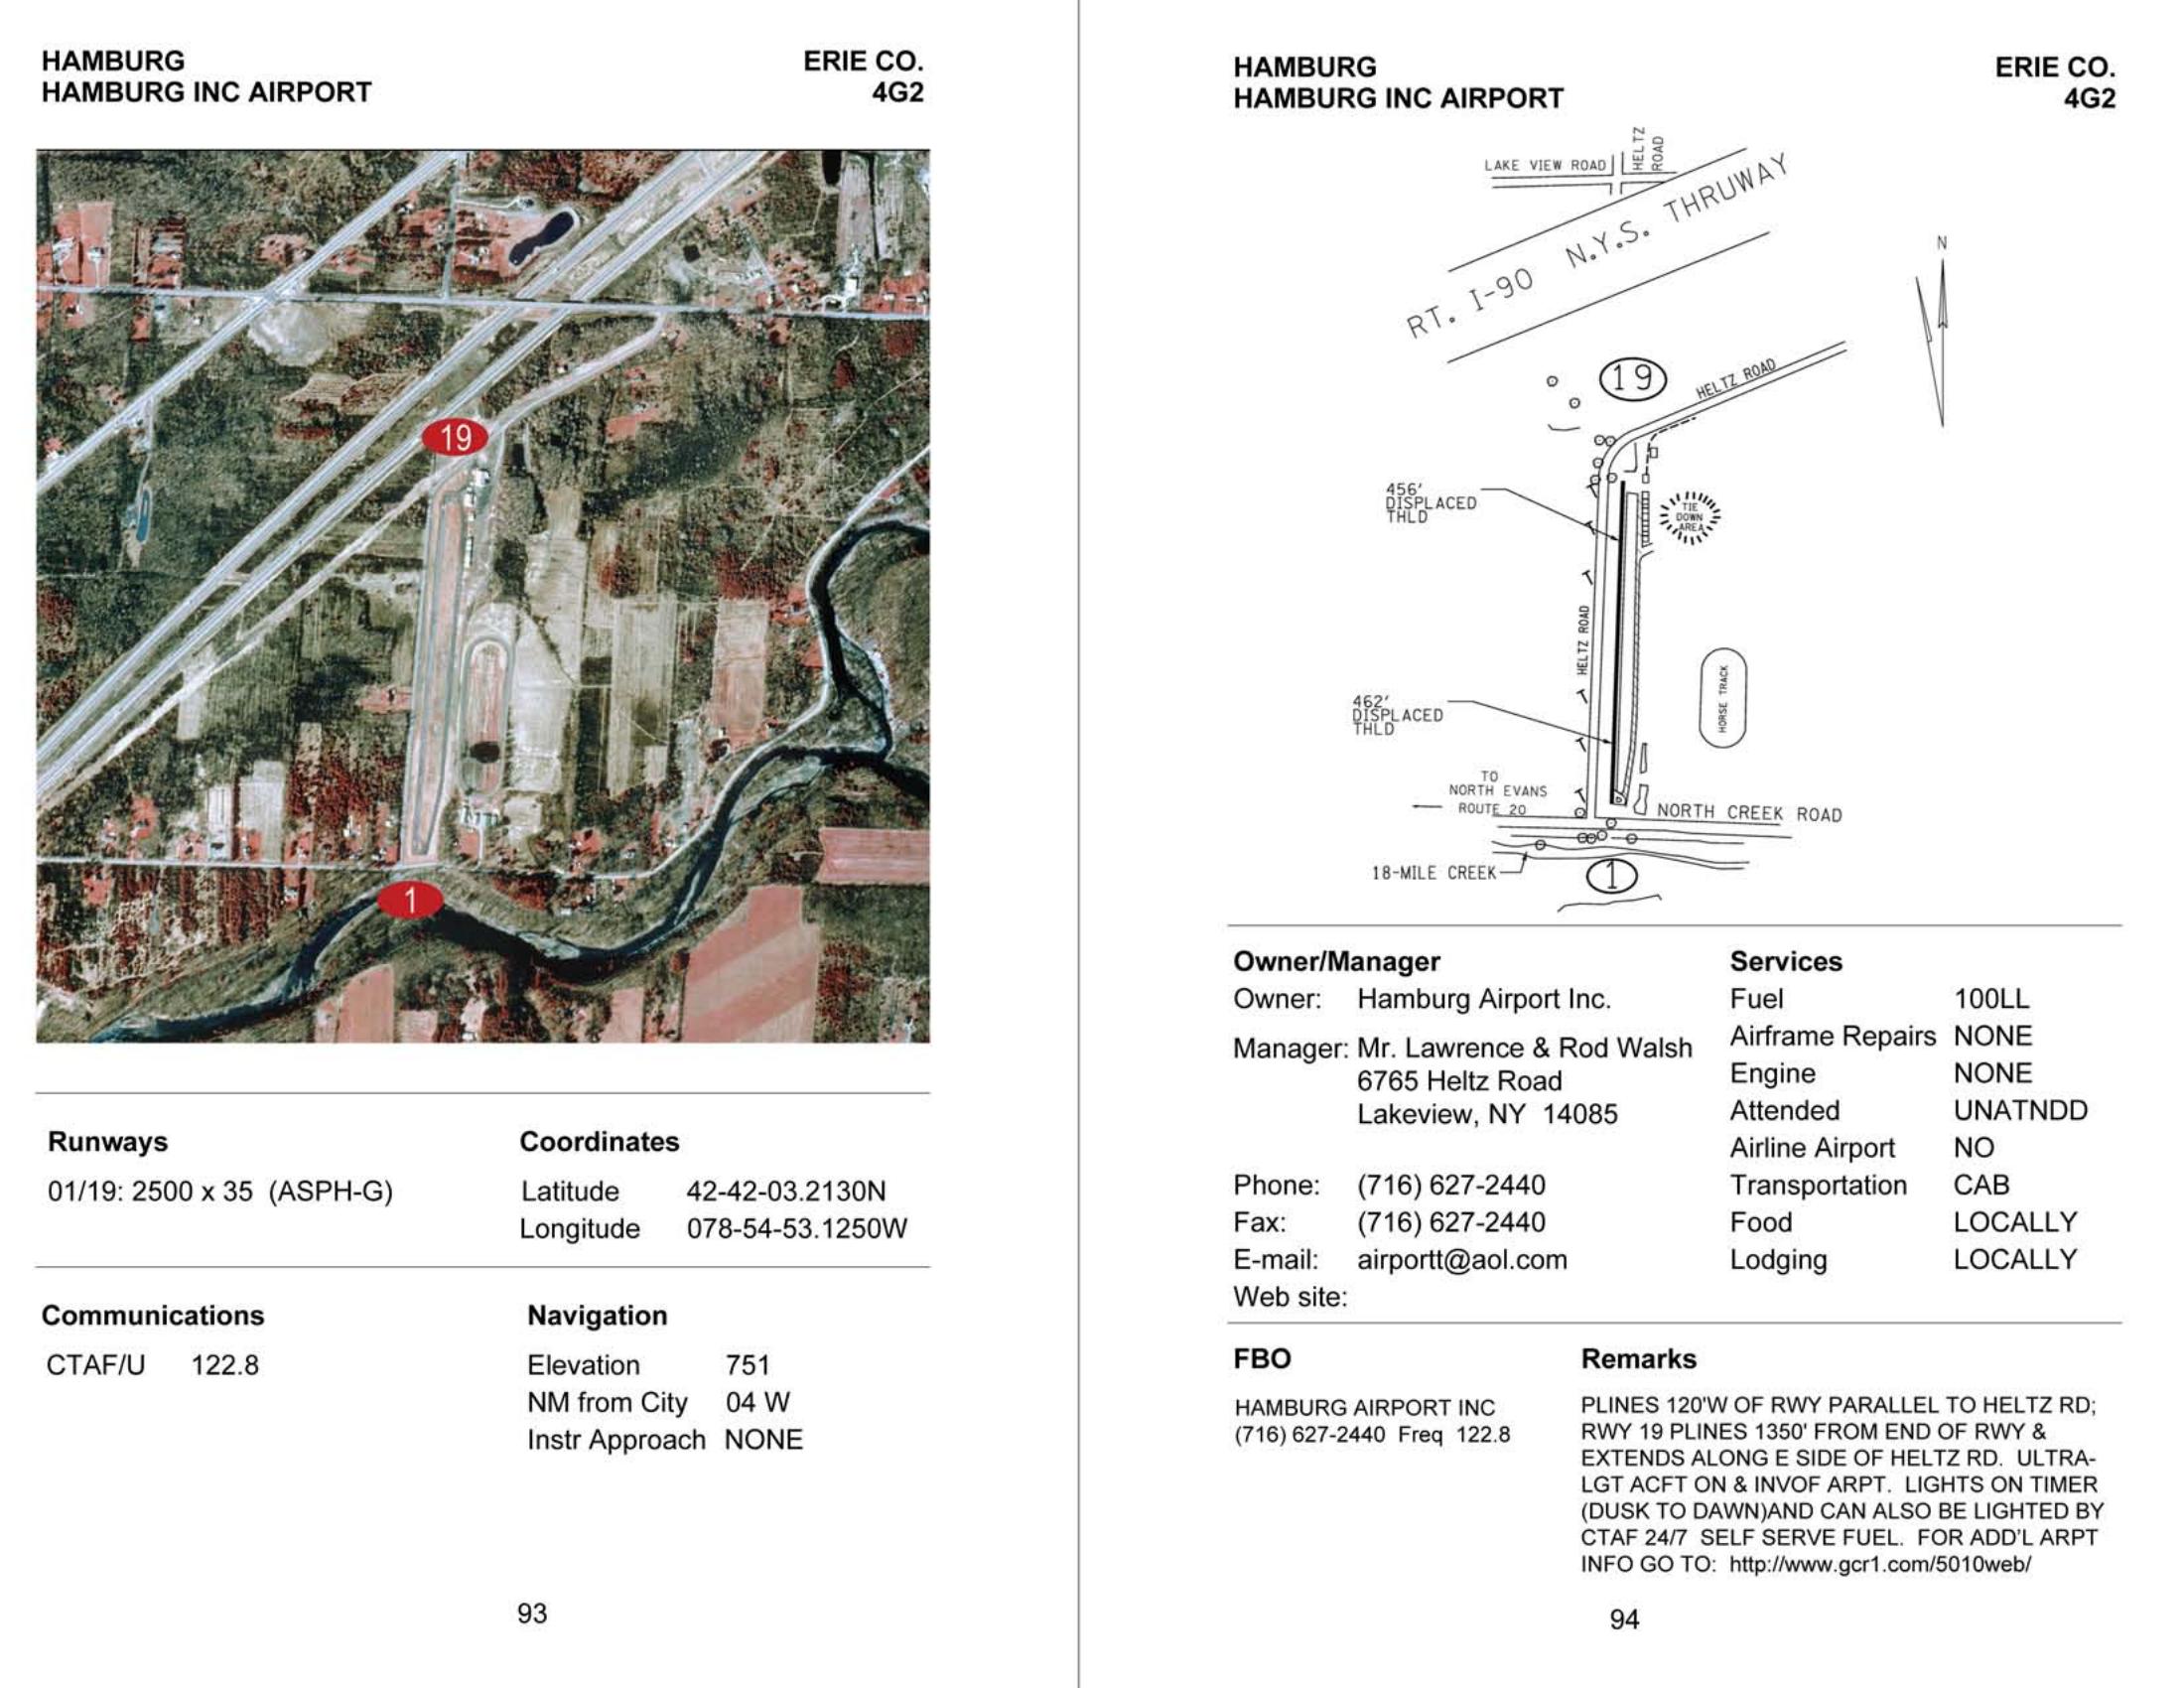 HAMBURG ERIE CO.
HAMBURG INC AIRPORT 4G2
19
1
Runways
01/19: 2500 x 35 (ASPH-G)
Coordinates
Latitude 42-42-03.2130N
Longitude 078-54-53.1250W
Communications
CTAF/U 122.8
Navigation
Elevation 751
NM from City 04 W
Instr Approach NONE
93
HAMBURG ERIE CO.
HAMBURG INC AIRPORT 4G2
LAKE VIEW ROAD
HELTZ
ROAD
RT. I-90 N.Y.S. THRUWAY
N
19
HELTZ ROAD
456'
DISPLACED
THLD
TIE
DOWN
AREA
HELTZ ROAD
HORSE TRACK
462'
DISPLACED
THLD
TO
NORTH EVANS
ROUTE 20
NORTH CREEK ROAD
18-MILE CREEK
1
Owner/Manager
Owner: Hamburg Airport Inc.
Manager: Mr. Lawrence & Rod Walsh
6765 Heltz Road
Lakeview, NY 14085
Phone: (716) 627-2440
Fax: (716) 627-2440
E-mail: airportt@aol.com
Web site:
Services
Fuel 100LL
Airframe Repairs NONE
Engine NONE
Attended UNATNDD
Airline Airport NO
Transportation CAB
Food LOCALLY
Lodging LOCALLY
FBO
HAMBURG AIRPORT INC
(716) 627-2440 Freq 122.8
Remarks
PLINES 120'W OF RWY PARALLEL TO HELTZ RD;
RWY 19 PLINES 1350' FROM END OF RWY &
EXTENDS ALONG E SIDE OF HELTZ RD. ULTRA-
LGT ACFT ON & INVOF ARPT. LIGHTS ON TIMER
(DUSK TO DAWN)AND CAN ALSO BE LIGHTED BY
CTAF 24/7 SELF SERVE FUEL. FOR ADD'L ARPT
INFO GO TO: http://www.gcr1.com/5010web/
94